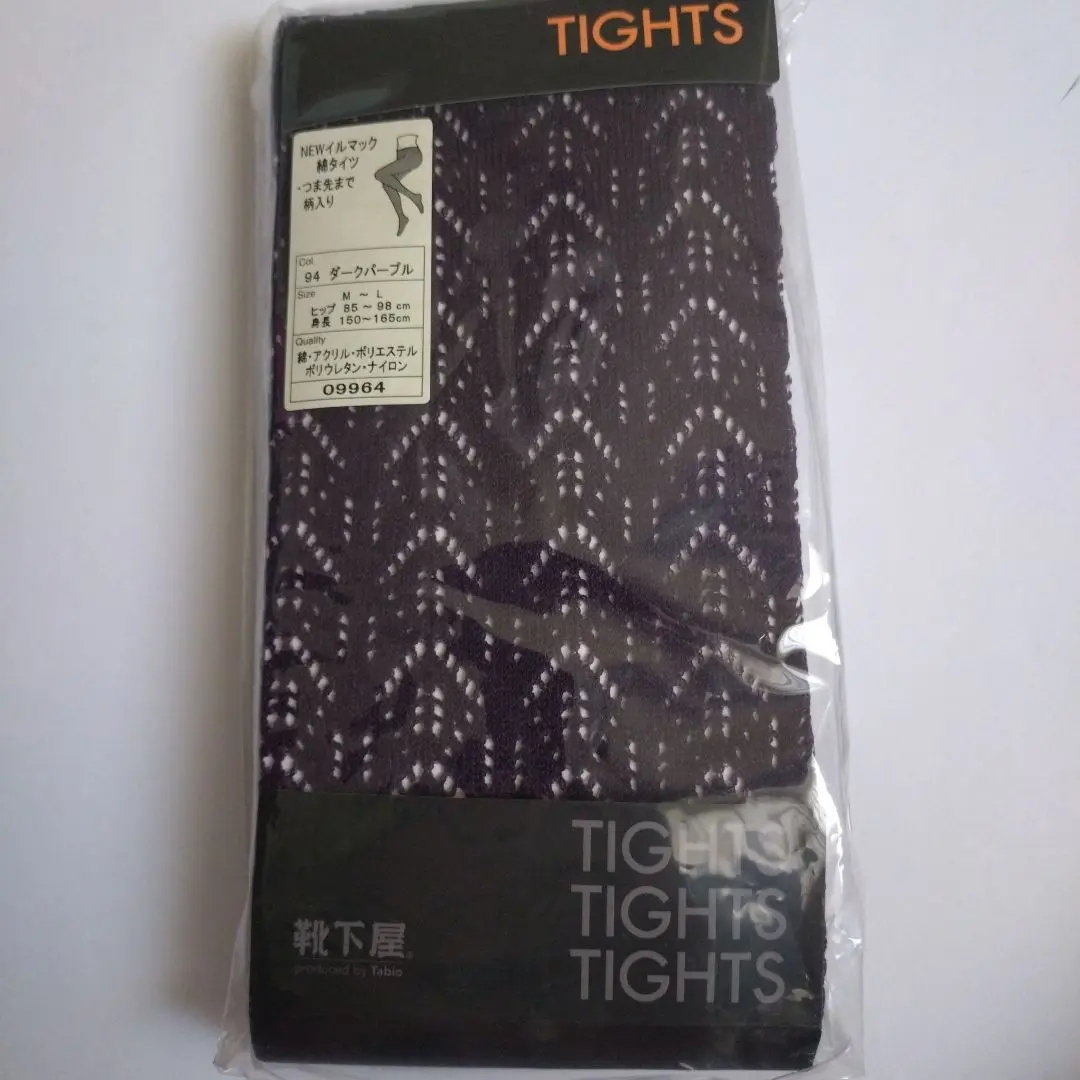 TIGHTS
NEWイルマック
綿タイツ
・つま先まで
柄入り
Col.
94 ダークパープル
Size
M ～ L
ヒップ 85～98cm
身長 150～165cm
Quality
綿・アクリル・ポリエステル
ポリウレタン・ナイロン
09964
TIGHTS
TIGHTS
TIGHTS
靴下屋®
produced by Tabio